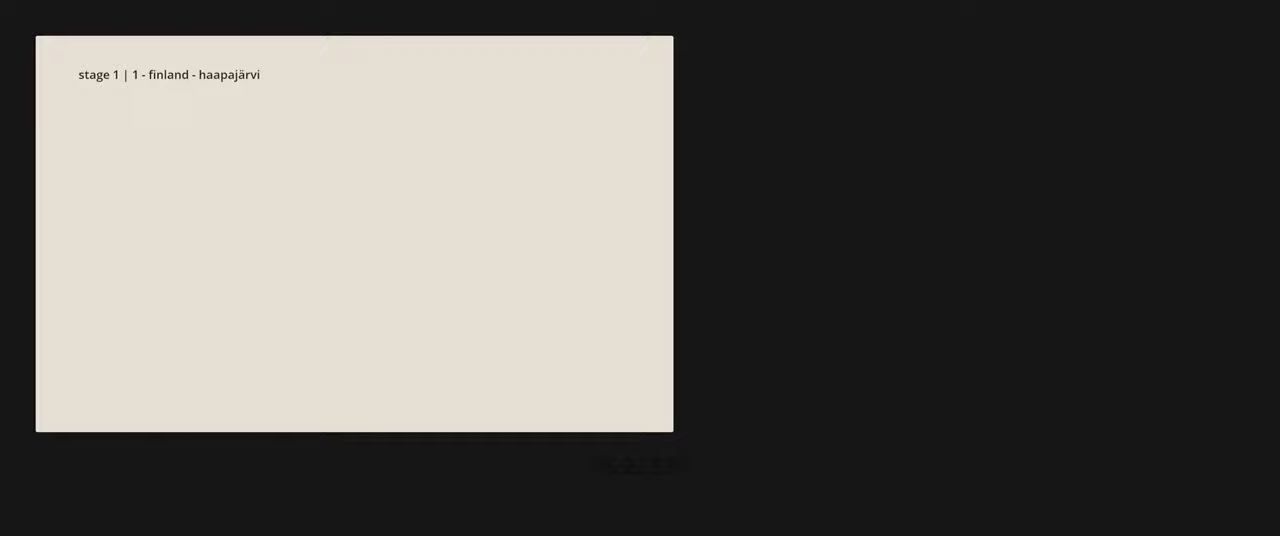 stage 1 | 1 - finland - haapajärvi